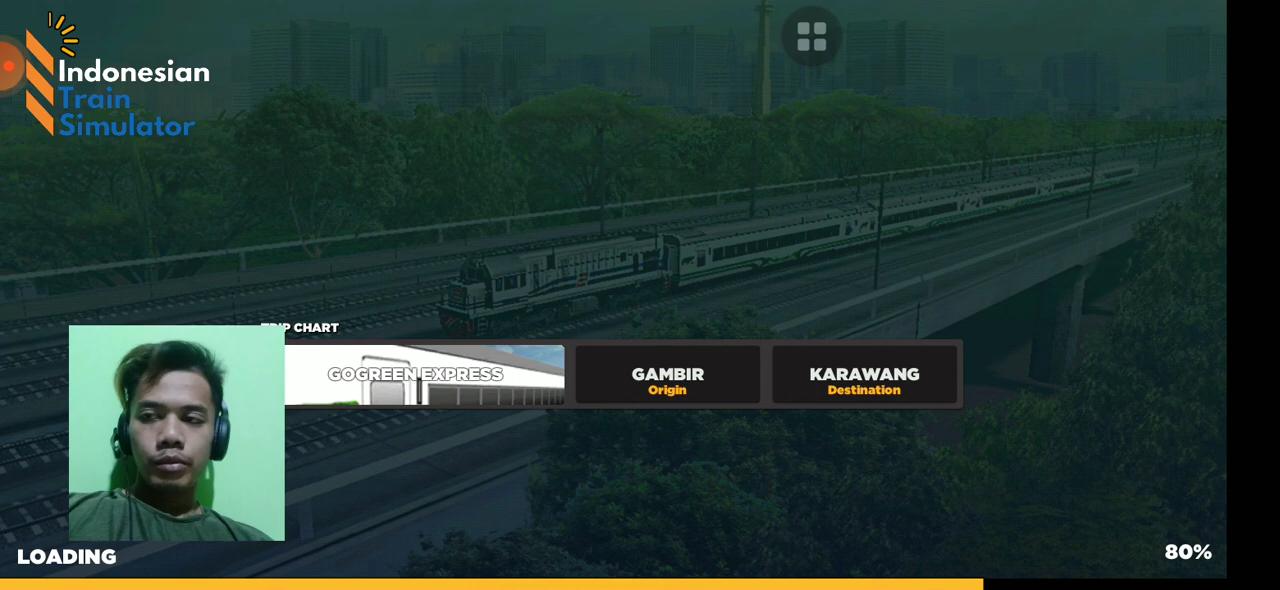 Indonesian
Train
Simulator
TRIP CHART
GOGREEN EXPRESS
GAMBIR
Origin
KARAWANG
Destination
LOADING
80%